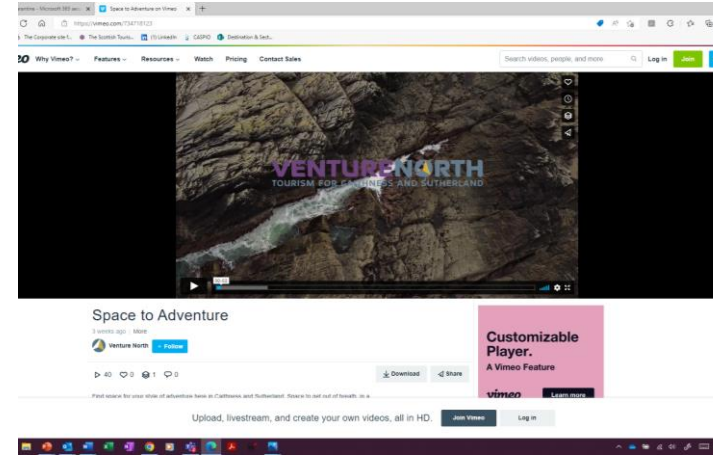 Space to Adventure on Vimeo
https://vimeo.com/734718123
The Corporate site f... The Scottish Touris... (1) LinkedIn CASPIO Destination & Sect...
Why Vimeo? Features Resources Watch Pricing Contact Sales Search videos, people, and more Log in Join
VENTURENORTH
TOURISM FOR CAITHNESS AND SUTHERLAND
Space to Adventure
3 weeks ago More
Venture North + Follow
40 0 1 0 Download Share
Find space for your style of adventure here in Caithness and Sutherland. Space to get out of breath, in a
Customizable
Player.
A Vimeo Feature
vimeo Learn more
Upload, livestream, and create your own videos, all in HD. Join Vimeo Log in